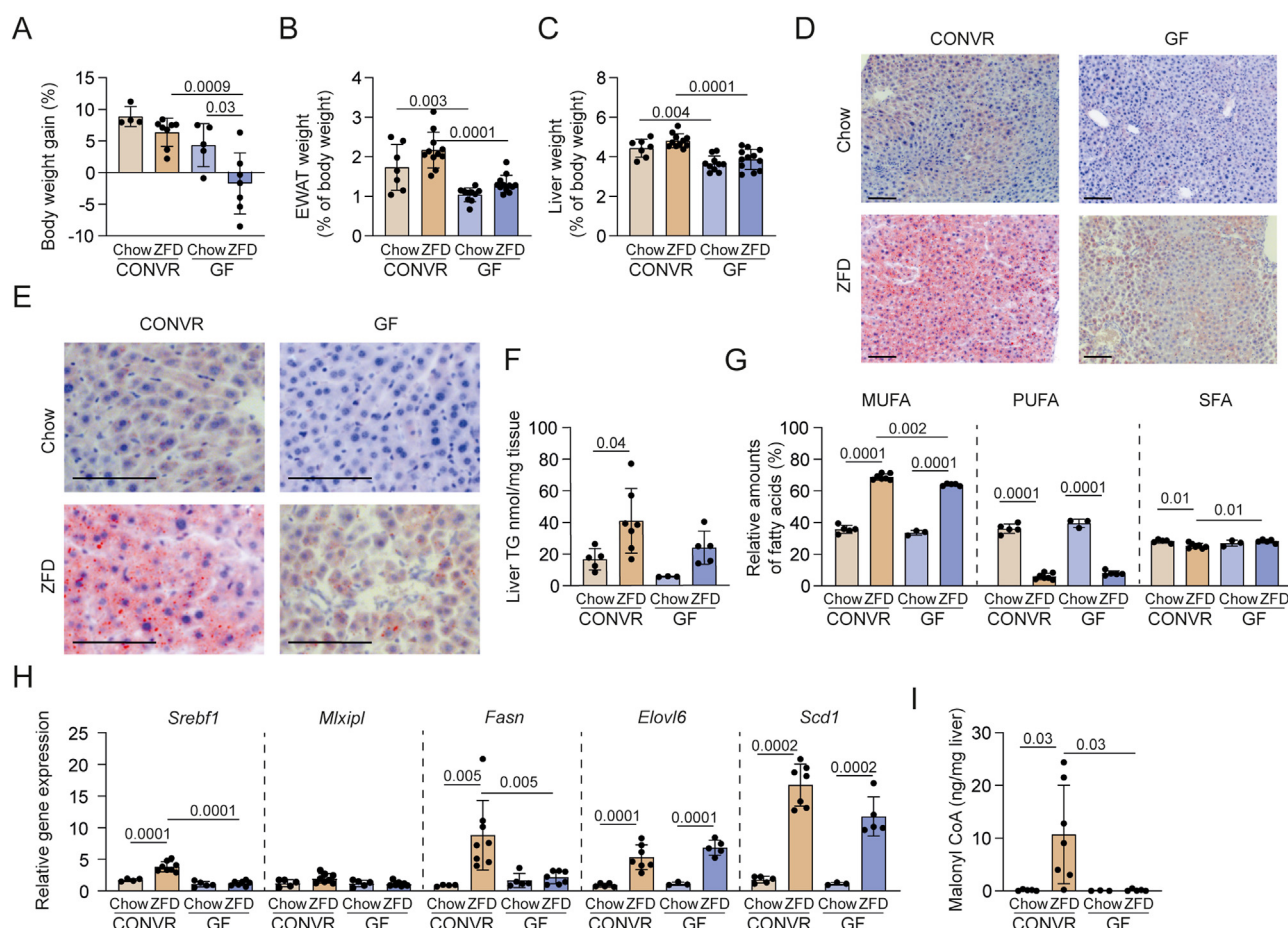 A
Body weight gain (%)
15
10
5
0
-5
-10
0.0009
0.03
Chow ZFD Chow ZFD
CONVR GF
B
EWAT weight
(% of body weight)
4
3
2
1
0
0.003
0.0001
Chow ZFD Chow ZFD
CONVR GF
C
Liver weight
(% of body weight)
8
6
4
2
0
0.0001
0.004
Chow ZFD Chow ZFD
CONVR GF
D
CONVR GF
Chow
ZFD
E
CONVR GF
Chow
ZFD
F
Liver TG nmol/mg tissue
100
80
60
40
20
0
0.04
Chow ZFD Chow ZFD
CONVR GF
G
MUFA PUFA SFA
Relative amounts
of fatty acids (%)
100
80
60
40
20
0
0.002
0.0001 0.0001
0.0001 0.0001
0.01 0.01
Chow ZFD Chow ZFD Chow ZFD Chow ZFD Chow ZFD Chow ZFD
CONVR GF CONVR GF CONVR GF
H
Srebf1 Mlxipl Fasn Elovl6 Scd1
Relative gene expression
25
20
15
10
5
0
0.0001 0.0001
0.005 0.005
0.0001 0.0001
0.0002 0.0002
Chow ZFD Chow ZFD Chow ZFD Chow ZFD Chow ZFD Chow ZFD Chow ZFD Chow ZFD Chow ZFD Chow ZFD
CONVR GF CONVR GF CONVR GF CONVR GF CONVR GF
I
Malonyl CoA (ng/mg liver)
30
20
10
0
0.03 0.03
Chow ZFD Chow ZFD
CONVR GF